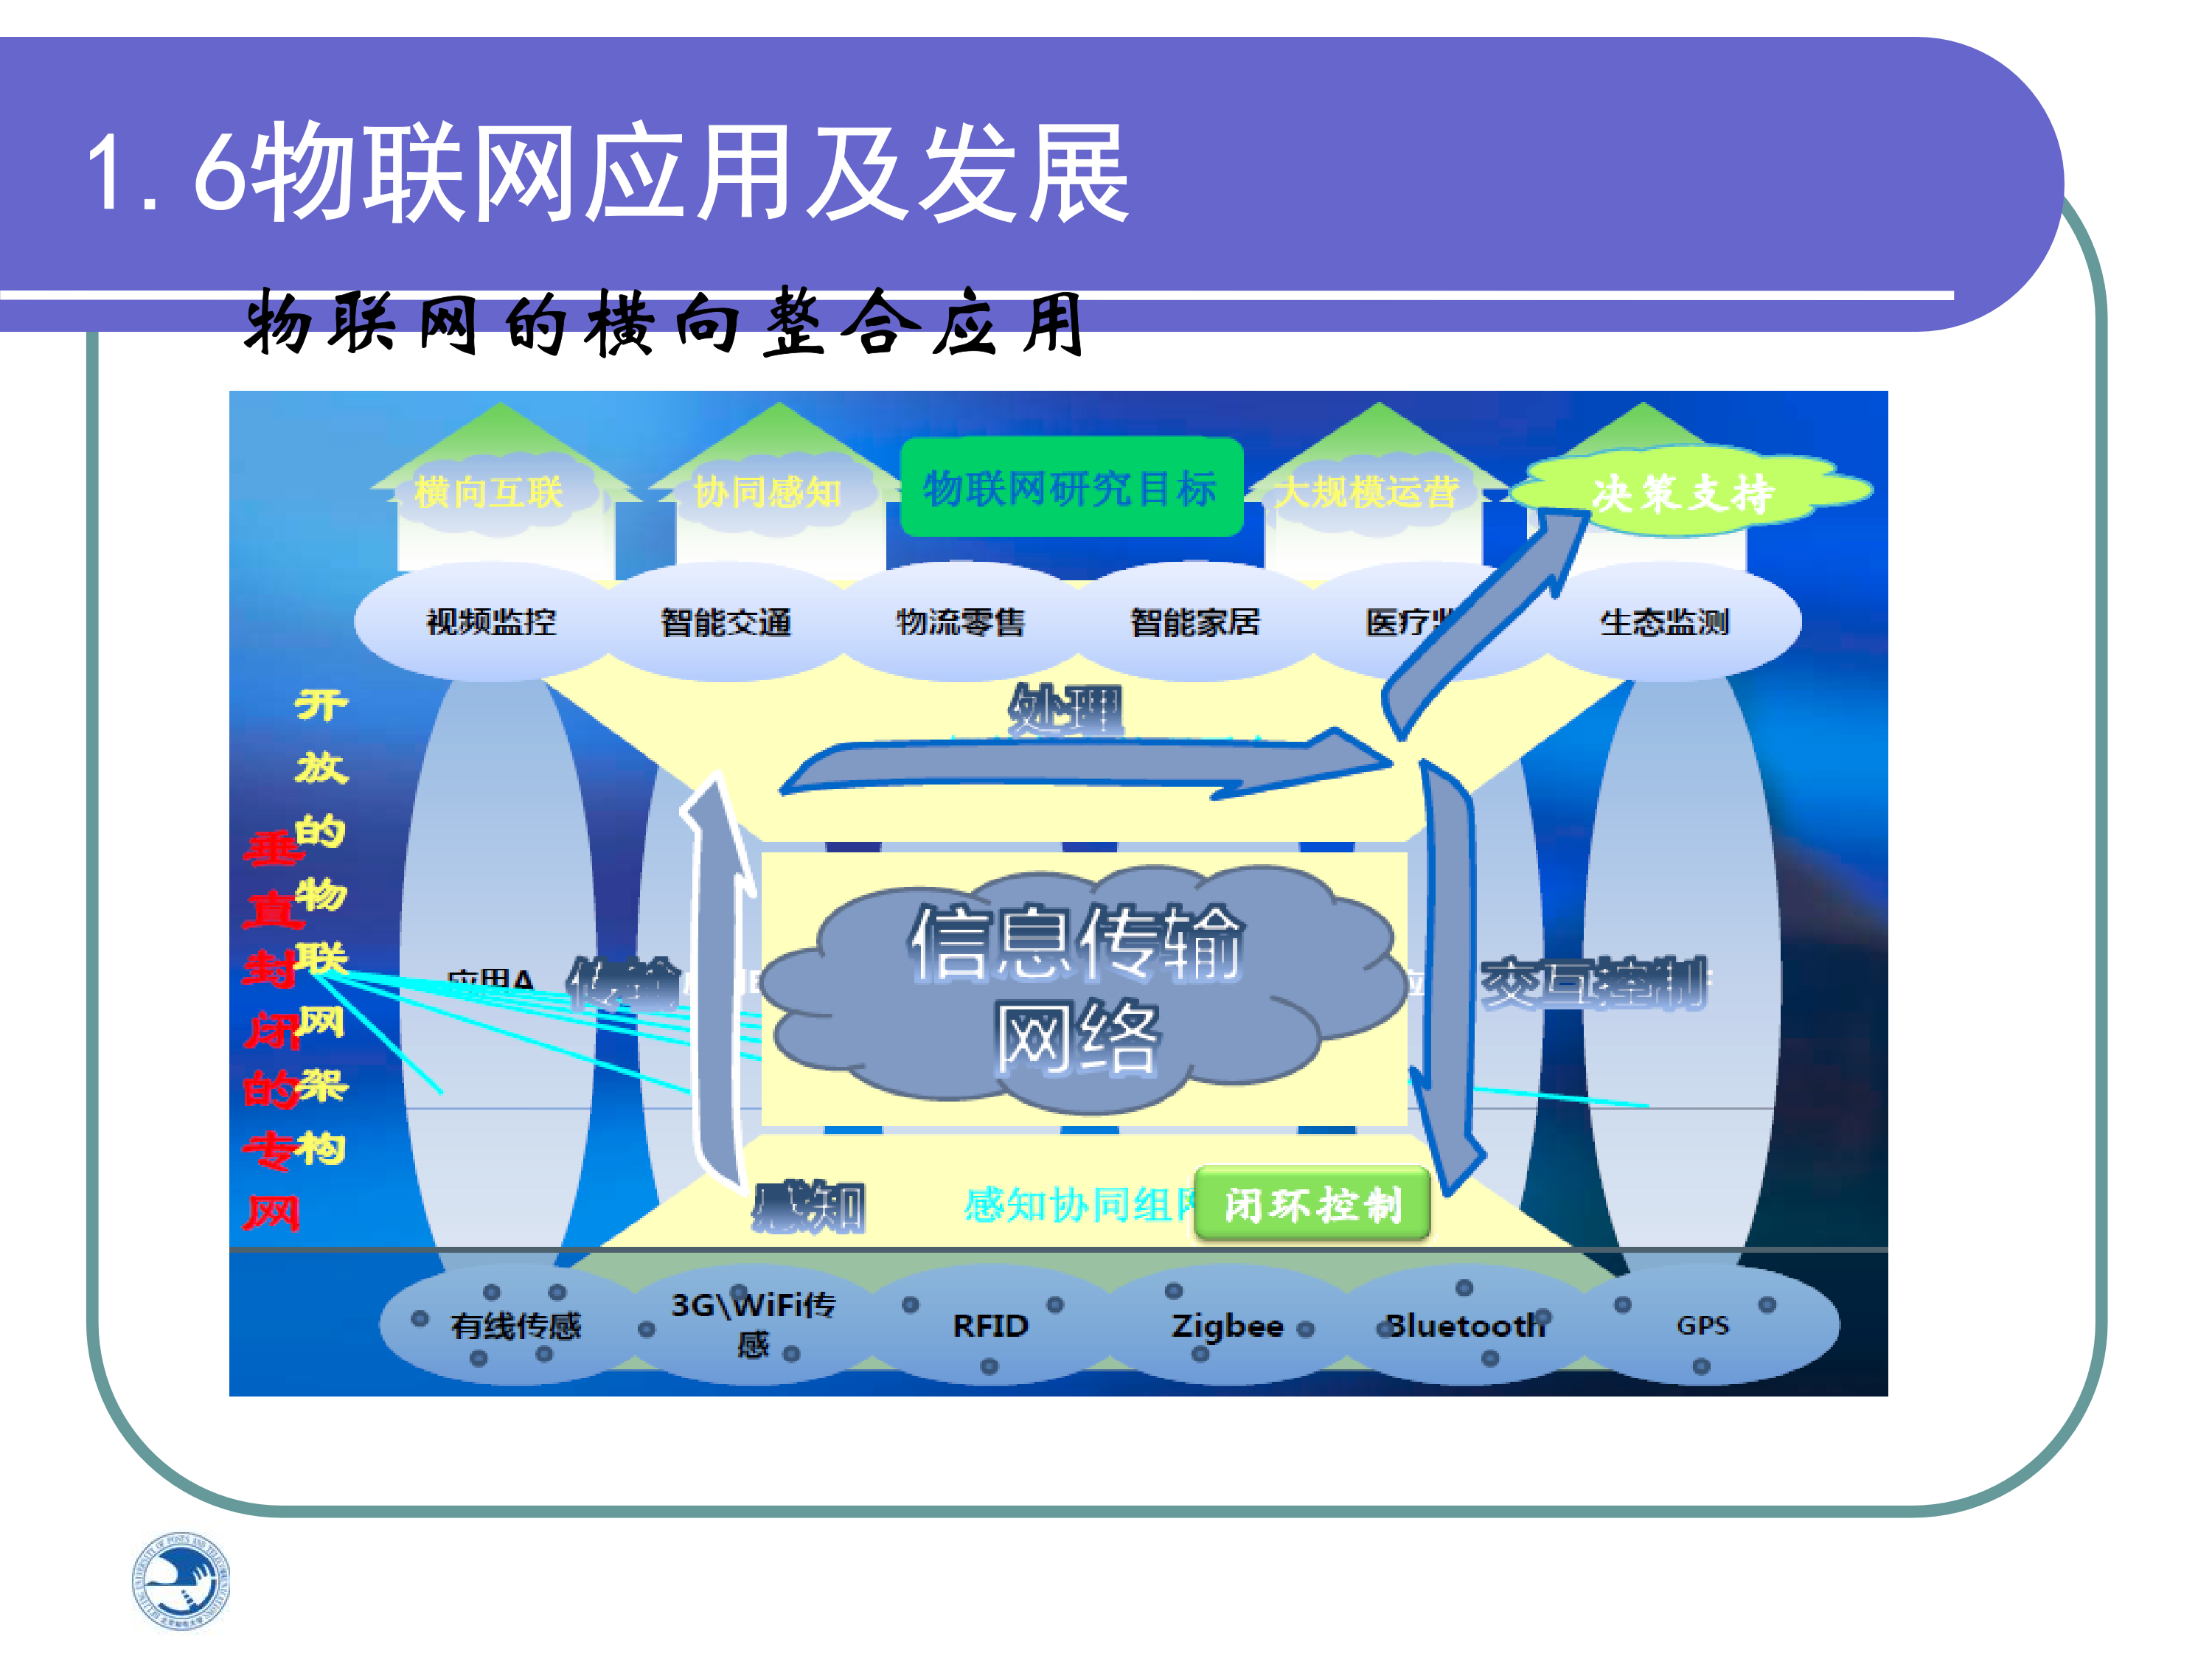 1.6物联网应用及发展
物联网的横向整合应用
横向互联
协同感知
物联网研究目标
大规模运营
决策支持
视频监控
智能交通
物流零售
智能家居
医疗
生态监测
开放的物联网架构
垂直封闭的专网
处理
应用A
传输
信息传输
网络
交互控制
感知
感知协同组网
闭环控制
有线传感
3G\WiFi传
感
RFID
Zigbee
Bluetooth
GPS